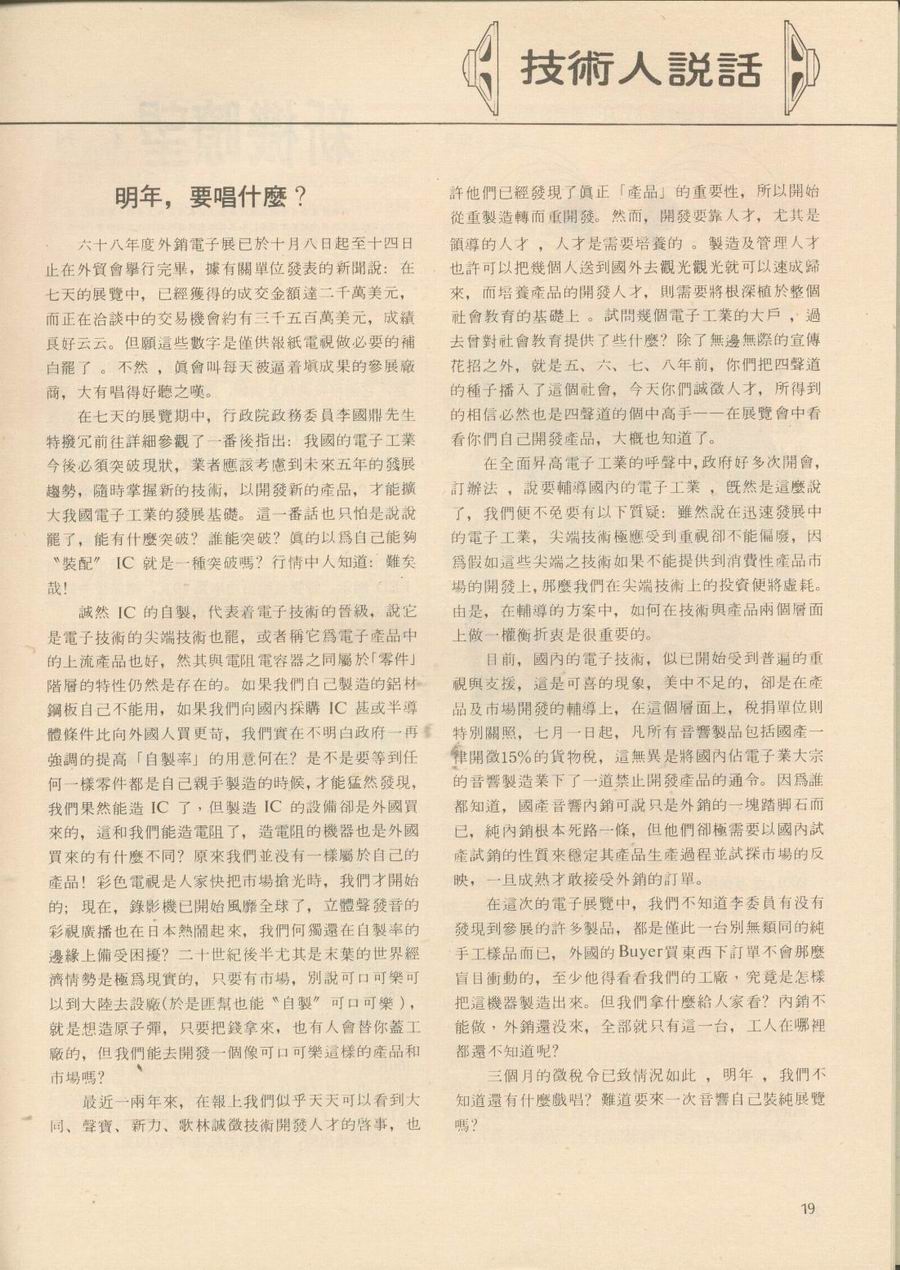 技術人説話
明年，要唱什麼？
六十八年度外銷電子展已於十月八日起至十四日
止在外貿會舉行完畢，據有關單位發表的新聞說：在
七天的展覽中，已經獲得的成交金額達二千萬美元，
而正在洽談中的交易機會約有三千五百萬美元，成績
良好云云。但願這些數字是僅供報紙電視做必要的補
白罷了。不然，眞會叫每天被逼着填成果的參展廠
商，大有唱得好聽之嘆。
在七天的展覽期中，行政院政務委員李國鼎先生
特撥冗前往詳細參觀了一番後指出：我國的電子工業
今後必須突破現狀，業者應該考慮到未來五年的發展
趨勢，隨時掌握新的技術，以開發新的產品，才能擴
大我國電子工業的發展基礎。這一番話也只怕是說說
罷了，能有什麼突破？誰能突破？眞的以爲自己能夠
〝裝配〞 IC 就是一種突破嗎？行情中人知道：難矣
哉！
誠然 IC 的自製，代表着電子技術的晉級，說它
是電子技術的尖端技術也罷，或者稱它爲電子產品中
的上流產品也好，然其與電阻電容器之同屬於「零件」
階層的特性仍然是存在的。如果我們自己製造的鋁材
鋼板自己不能用，如果我們向國內採購 IC 甚或半導
體條件比向外國人買更苛，我們實在不明白政府一再
強調的提高「自製率」的用意何在？是不是要等到任
何一樣零件都是自己親手製造的時候，才能猛然發現，
我們果然能造 IC 了，但製造 IC 的設備卻是外國買
來的，這和我們能造電阻了，造電阻的機器也是外國
買來的有什麼不同？原來我們並没有一樣屬於自己的
產品！彩色電視是人家快把市場搶光時，我們才開始
的；現在，錄影機已開始風靡全球了，立體聲發音的
彩視廣播也在日本熱鬧起來，我們何獨還在自製率的
邊緣上備受困擾？二十世紀後半尤其是末葉的世界經
濟情勢是極爲現實的，只要有市場，別說可口可樂可
以到大陸去設廠(於是匪幫也能〝自製〞可口可樂)，
就是想造原子彈，只要把錢拿來，也有人會替你蓋工
廠的，但我們能去開發一個像可口可樂這樣的產品和
市場嗎？
最近一兩年來，在報上我們似乎天天可以看到大
同、聲寶、新力、歌林誠徵技術開發人才的啓事，也
許他們已經發現了眞正「產品」的重要性，所以開始
從重製造轉而重開發。然而，開發要靠人才，尤其是
領導的人才，人才是需要培養的。製造及管理人才
也許可以把幾個人送到國外去觀光觀光就可以速成歸
來，而培養產品的開發人才，則需要將根深植於整個
社會教育的基礎上。試問幾個電子工業的大戶，過
去曾對社會教育提供了些什麼？除了無邊無際的宣傳
花招之外，就是五、六、七、八年前，你們把四聲道
的種子播入了這個社會，今天你們誠徵人才，所得到
的相信必然也是四聲道的個中高手——在展覽會中看
看你們自己開發產品，大概也知道了。
在全面昇高電子工業的呼聲中，政府好多次開會，
訂辦法，說要輔導國內的電子工業，既然是這麼說
了，我們便不免要有以下質疑：雖然說在迅速發展中
的電子工業，尖端技術極應受到重視卻不能偏廢，因
爲假如這些尖端之技術如果不能提供到消費性產品市
場的開發上，那麼我們在尖端技術上的投資便將虛耗。
由是，在輔導的方案中，如何在技術與產品兩個層面
上做一權衡折衷是很重要的。
目前，國內的電子技術，似已開始受到普遍的重
視與支援，這是可喜的現象，美中不足的，卻是在產
品及市場開發的輔導上，在這個層面上，稅捐單位則
特別關照，七月一日起，凡所有音響製品包括國產一
律開徵15%的貨物稅，這無異是將國內佔電子業大宗
的音響製造業下了一道禁止開發產品的通令。因爲誰
都知道，國產音響內銷可說只是外銷的一塊踏脚石而
已，純內銷根本死路一條，但他們卻極需要以國內試
產試銷的性質來穩定其產品生產過程並試探市場的反
映，一旦成熟才敢接受外銷的訂單。
在這次的電子展覽中，我們不知道李委員有没有
發現到參展的許多製品，都是僅此一台別無類同的純
手工樣品而已，外國的 Buyer買東西下訂單不會那麼
盲目衝動的，至少他得看看我們的工廠，究竟是怎樣
把這機器製造出來。但我們拿什麼給人家看？內銷不
能做，外銷還没來，全部就只有這一台，工人在哪裡
都還不知道呢？
三個月的徵稅令已致情況如此，明年，我們不
知道還有什麼戲唱？難道要來一次音響自己裝純展覽
嗎？
19